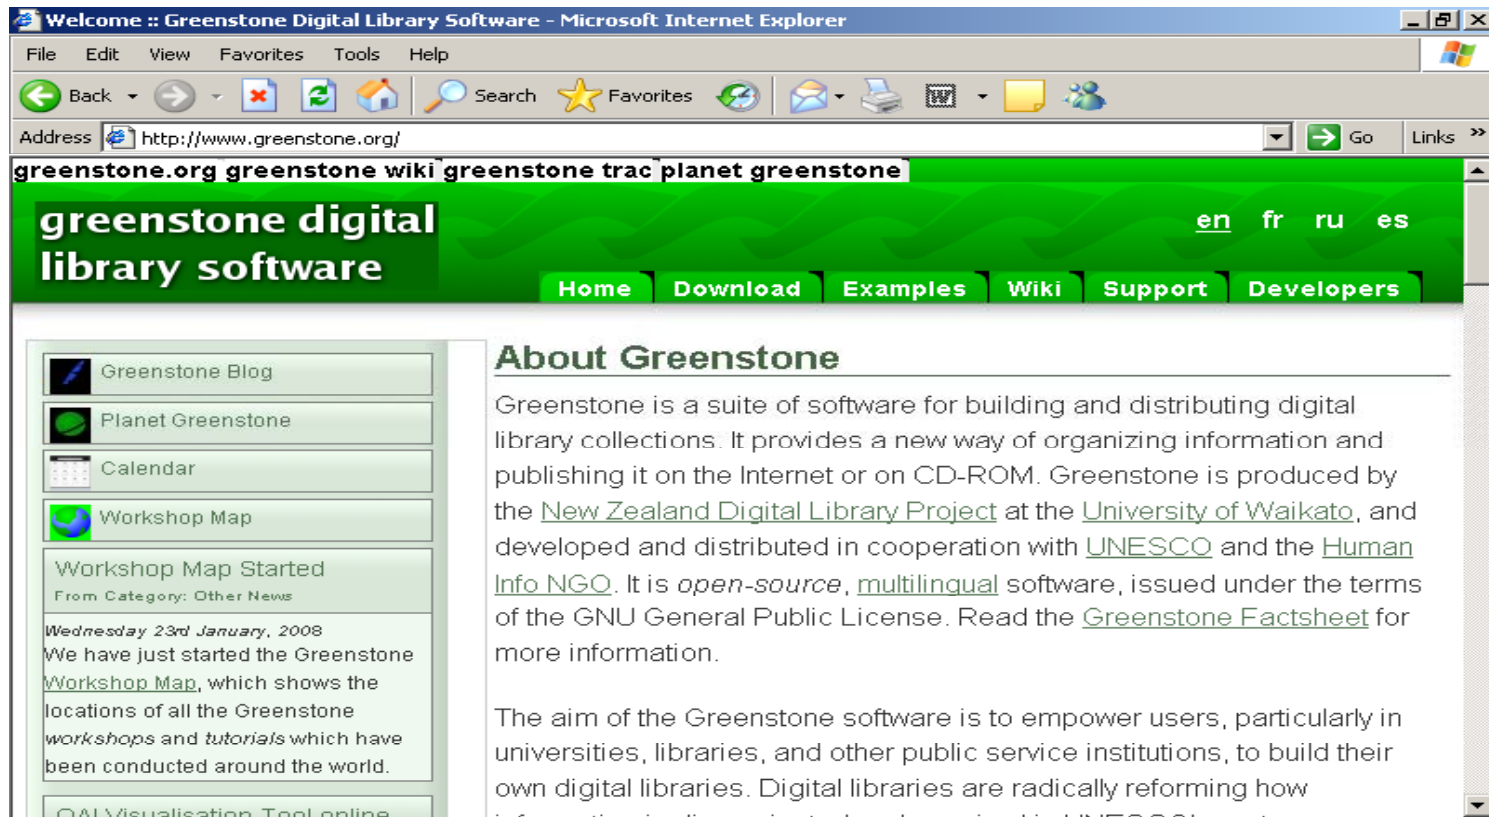 Welcome :: Greenstone Digital Library Software - Microsoft Internet Explorer
File Edit View Favorites Tools Help
Back Search Favorites
Address http://www.greenstone.org/ Go Links »
greenstone.org greenstone wiki greenstone trac planet greenstone
greenstone digital
library software
en fr ru es
Home Download Examples Wiki Support Developers
Greenstone Blog
Planet Greenstone
Calendar
Workshop Map
Workshop Map Started
From Category: Other News
Wednesday 23rd January, 2008
We have just started the Greenstone
Workshop Map, which shows the
locations of all the Greenstone
workshops and tutorials which have
been conducted around the world.
OAI Visualisation Tool online
About Greenstone
Greenstone is a suite of software for building and distributing digital
library collections. It provides a new way of organizing information and
publishing it on the Internet or on CD-ROM. Greenstone is produced by
the New Zealand Digital Library Project at the University of Waikato, and
developed and distributed in cooperation with UNESCO and the Human
Info NGO. It is open-source, multilingual software, issued under the terms
of the GNU General Public License. Read the Greenstone Factsheet for
more information.
The aim of the Greenstone software is to empower users, particularly in
universities, libraries, and other public service institutions, to build their
own digital libraries. Digital libraries are radically reforming how